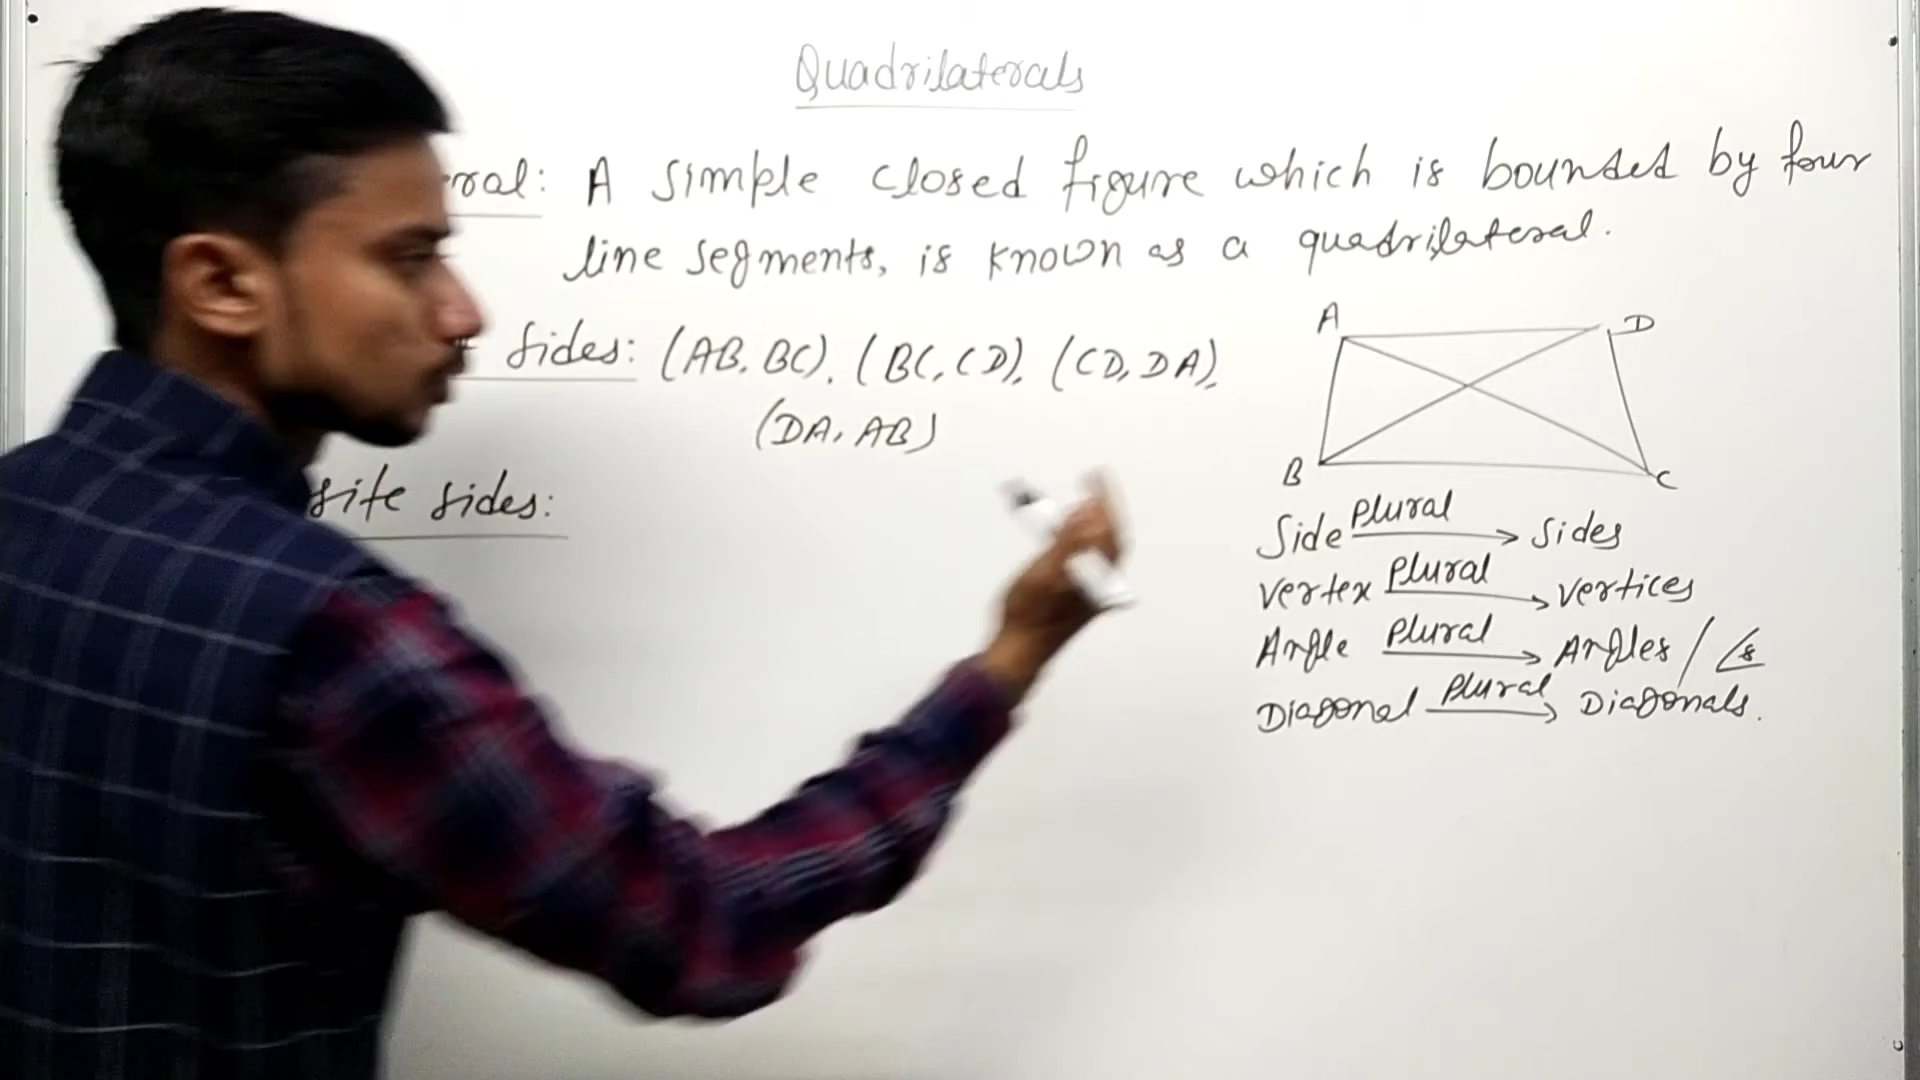 Quadrilaterals
ral: A simple closed figure which is bounded by four
line segments, is known as a quadrilateral.
sides: (AB, BC), (BC, CD), (CD, DA),
(DA, AB)
site sides:
A
D
B
C
Side plural → sides
Vertex plural → vertices
Angle plural → Angles / ∠s
Diagonal plural → Diagonals.